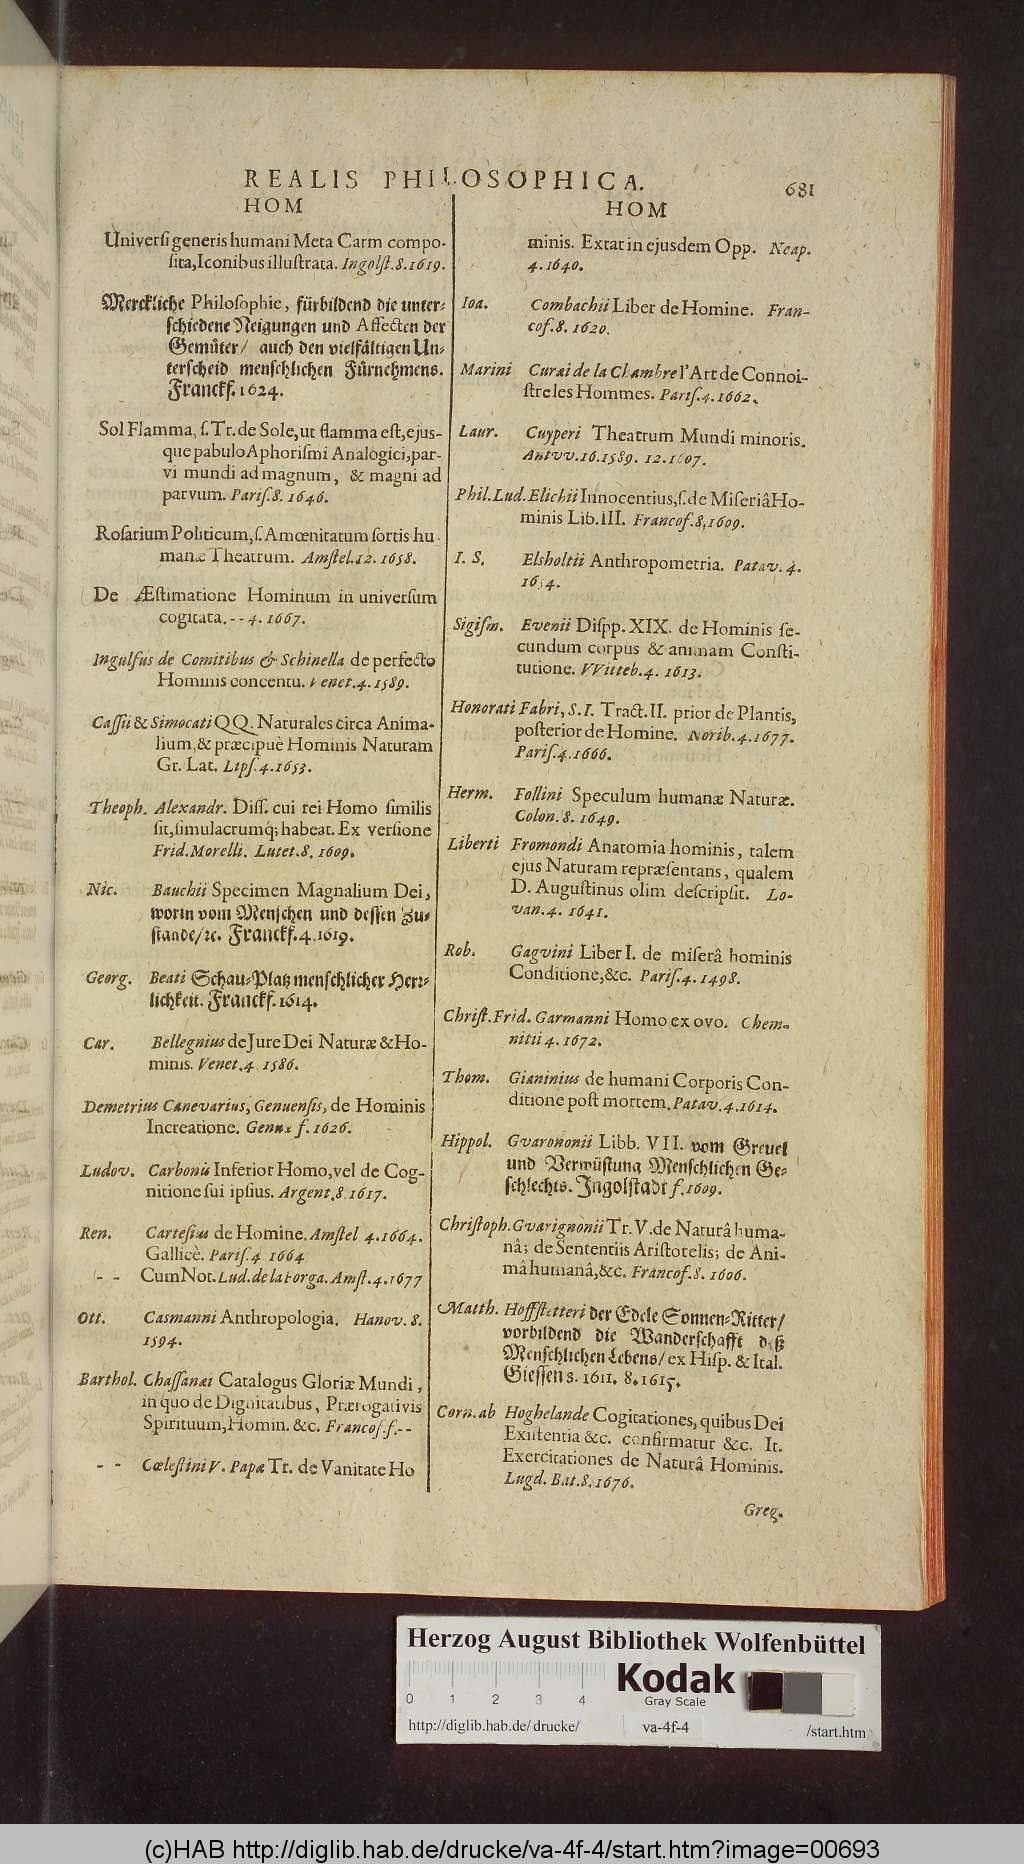 REALIS PHILOSOPHICA.
681
HOM
Universi generis humani Meta Carm compo-
sita, Iconibus illustrata. Ingolst. 8. 1619.
Merckliche Philosophie, fürbildend die unter-
schiedene Neigungen und Affecten der
Gemüter/ auch den vielfältigen Un-
terscheid menschlichen Fürnehmens.
Franckf. 1624.
Sol Flamma, s. Tr. de Sole, ut flamma est, ejus-
que pabulo Aphorismi Analogici, par-
vi mundi ad magnum, & magni ad
parvum. Paris. 8. 1646.
Rosarium Politicum, s. Amœnitatum sortis hu-
manæ Theatrum. Amstel. 12. 1658.
De Æstimatione Hominum in universum
cogitata. -- 4. 1667.
Ingulfus de Comitibus & Schinella de perfecto
Hominis concentu. Venet. 4. 1589.
Cassii & Simocati QQ. Naturales circa Anima-
lium, & præcipuè Hominis Naturam
Gr. Lat. Lips. 4. 1653.
Theoph. Alexandr. Diss. cui rei Homo similis
sit, simulacrumq; habeat. Ex versione
Frid. Morelli. Lutet. 8. 1609.
Nic. Bauchii Specimen Magnalium Dei,
worin vom Menschen und dessen Zu-
stande/ ꝛc. Franckf. 4. 1619.
Georg. Beati Schau-Platz menschlicher Herr-
lichkeit. Franckf. 1614.
Car. Bellegnius de Jure Dei Naturæ & Ho-
minis. Venet. 4. 1586.
Demetrius Canevarius, Genuensis, de Hominis
Increatione. Genuæ f. 1626.
Ludov. Carbonis Inferior Homo, vel de Cog-
nitione sui ipsius. Argent. 8. 1617.
Ren. Cartesius de Homine. Amstel 4. 1664.
Gallicè. Paris. 4 1664
- - Cum Not. Lud. de la Forga. Amst. 4. 1677
Ott. Casmanni Anthropologia. Hanov. 8.
1594.
Barthol. Chassanæi Catalogus Gloriæ Mundi,
in quo de Dignitatibus, Prærogativis
Spirituum, Homin. &c. Francof. f. --
- - Cœlestini V. Papæ Tr. de Vanitate Ho
HOM
minis. Extat in ejusdem Opp. Neap.
4. 1640.
Ioa. Combachii Liber de Homine. Fran-
cof. 8. 1620.
Marini Curæi de la Chambre l'Art de Connoi-
stre les Hommes. Paris. 4. 1662.
Laur. Cuyperi Theatrum Mundi minoris.
Antvv. 16. 1589. 12. 1607.
Phil. Lud. Elichii Innocentius, s. de Miseriâ Ho-
minis Lib. III. Francof. 8. 1609.
I. S. Elsholtii Anthropometria. Patav. 4.
Sigism. Evenii Dispp. XIX. de Hominis se-
cundum corpus & animam Consti-
tutione. VVitteb. 4. 1613.
Honorati Fabri, S. I. Tract. II. prior de Plantis,
posterior de Homine. Norib. 4. 1677.
Paris. 4. 1666.
Herm. Follini Speculum humanæ Naturæ.
Colon. 8. 1649.
Liberti Fromondi Anatomia hominis, talem
ejus Naturam repræsentans, qualem
D. Augustinus olim descripsit. Lo-
van. 4. 1641.
Rob. Gagvini Liber I. de miserâ hominis
Conditione, &c. Paris. 4. 1498.
Christ. Frid. Garmanni Homo ex ovo. Chem-
nitii 4. 1672.
Thom. Gianinius de humani Corporis Con-
ditione post mortem. Patav. 4. 1614.
Hippol. Gvarononii Libb. VII. vom Greuel
und Verwüstung Menschlichen Ge-
schlechts. Ingolstadt f. 1609.
Christoph. Gvarignonii Tr. V. de Naturâ huma-
nâ; de Sententiis Aristotelis; de Ani-
mâ humanâ, &c. Francof. 8. 1606.
Matth. Hoffstetteri der Edele Sonnen-Ritter/
vorbildend die Wanderschafft deß
Menschlichen Lebens/ ex Hisp. & Ital.
Giessen 8. 1611. 8. 1615.
Corn. ab Hoghelande Cogitationes, quibus Dei
Existentia &c. confirmatur &c. It.
Exercitationes de Naturâ Hominis.
Lugd. Bat. 8. 1676.
Greg.
Herzog August Bibliothek Wolfenbüttel
Kodak
Gray Scale
0 1 2 3 4
http://diglib.hab.de/drucke/ va-4f-4 /start.htm
(c)HAB http://diglib.hab.de/drucke/va-4f-4/start.htm?image=00693